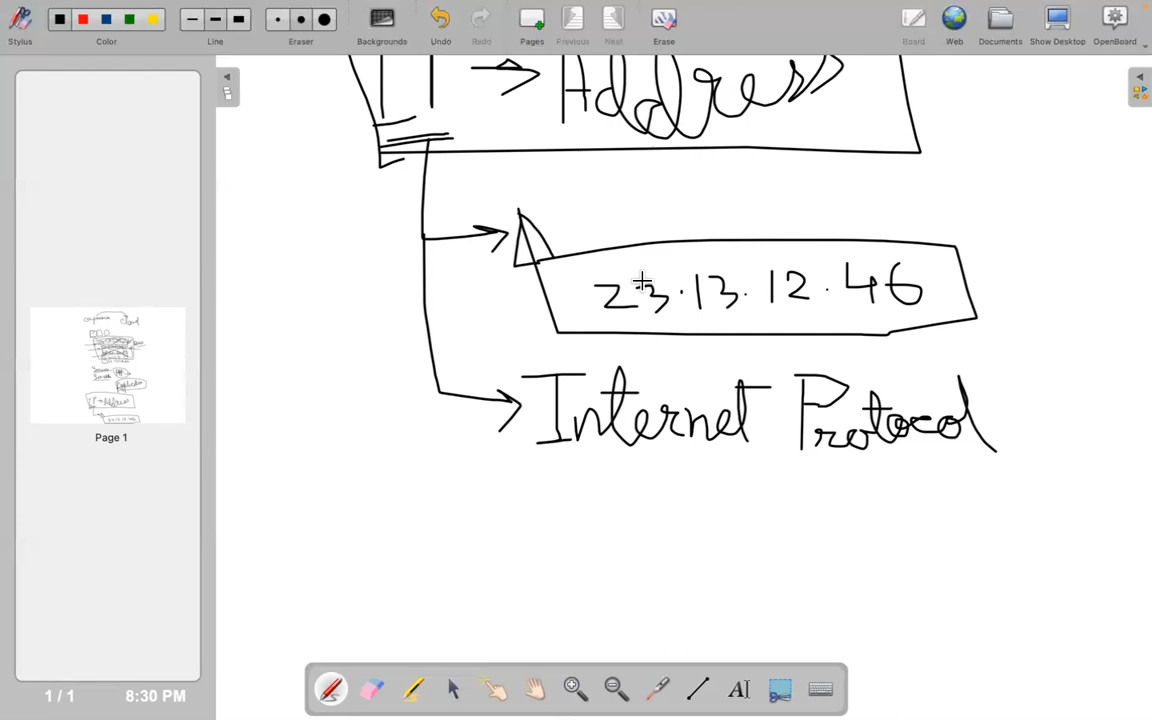 Stylus Color Line Eraser Backgrounds Undo Redo Pages Previous Next Erase Board Web Documents Show Desktop OpenBoard
IP → Address
23.13.12.46
Internet Protocol
Page 1
1 / 1 8:30 PM